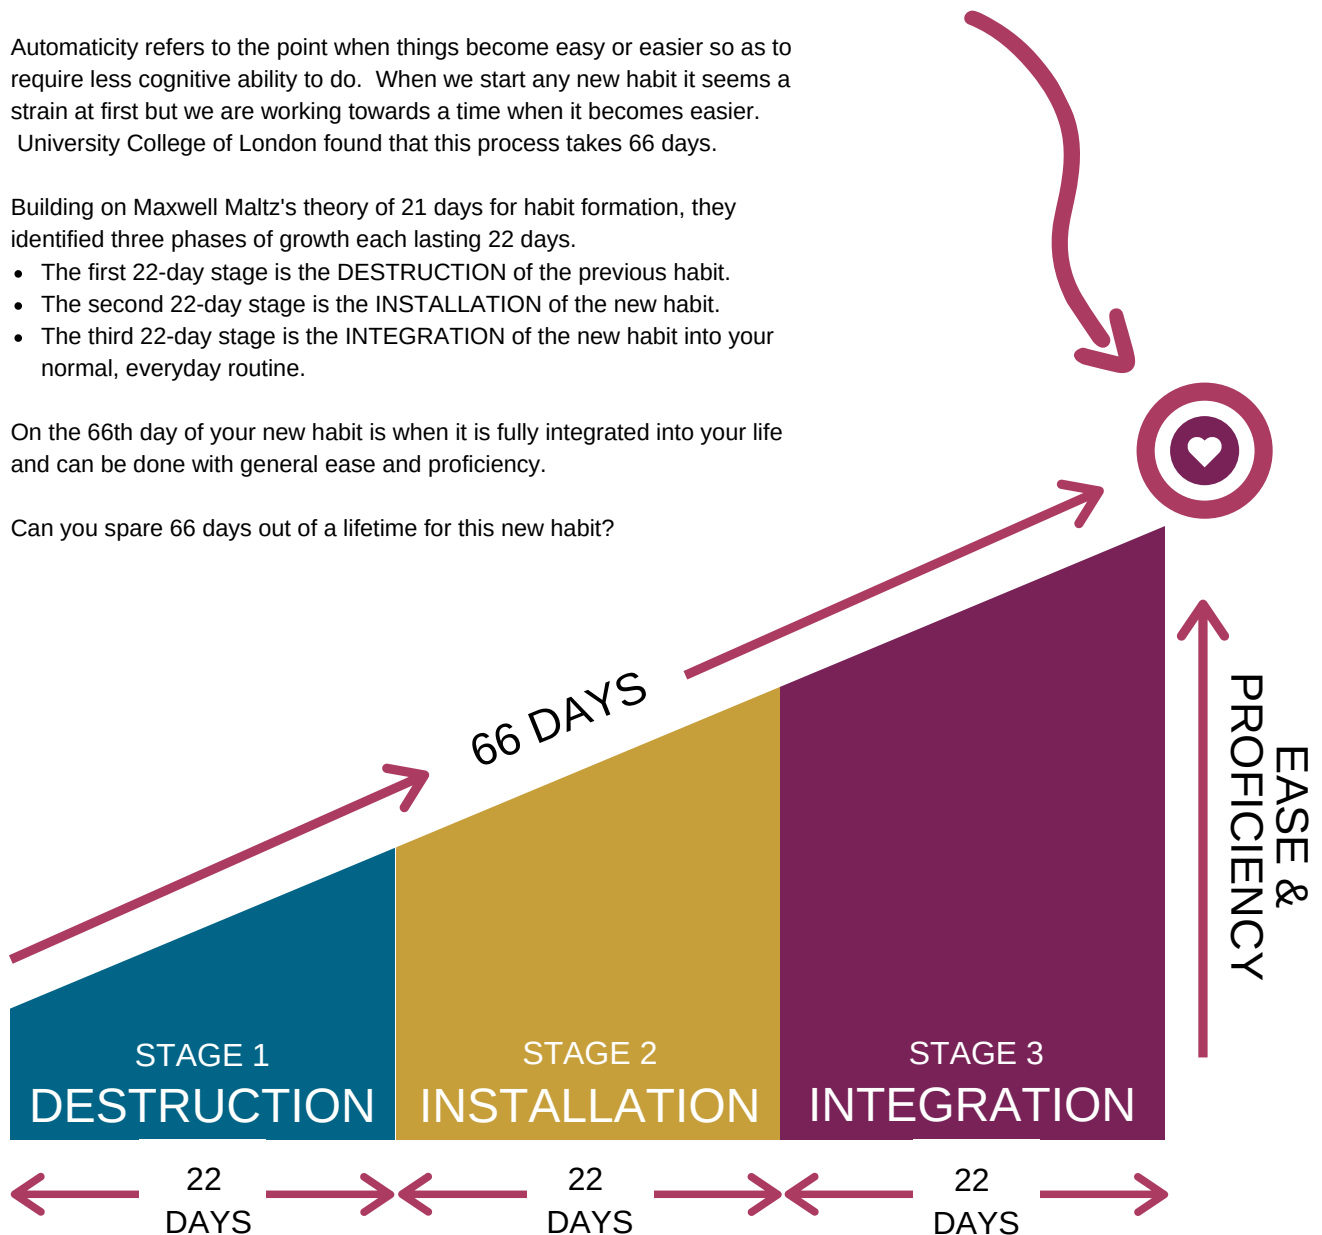 Automaticity refers to the point when things become easy or easier so as to
require less cognitive ability to do.  When we start any new habit it seems a
strain at first but we are working towards a time when it becomes easier.
University College of London found that this process takes 66 days.
Building on Maxwell Maltz's theory of 21 days for habit formation, they
identified three phases of growth each lasting 22 days.
• The first 22-day stage is the DESTRUCTION of the previous habit.
• The second 22-day stage is the INSTALLATION of the new habit.
• The third 22-day stage is the INTEGRATION of the new habit into your
normal, everyday routine.
On the 66th day of your new habit is when it is fully integrated into your life
and can be done with general ease and proficiency.
Can you spare 66 days out of a lifetime for this new habit?
66 DAYS
EASE &
PROFICIENCY
STAGE 1
DESTRUCTION
STAGE 2
INSTALLATION
STAGE 3
INTEGRATION
22
DAYS
22
DAYS
22
DAYS